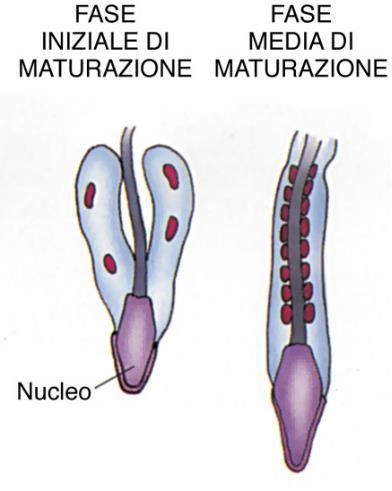 FASE
INIZIALE DI
MATURAZIONE
FASE
MEDIA DI
MATURAZIONE
Nucleo